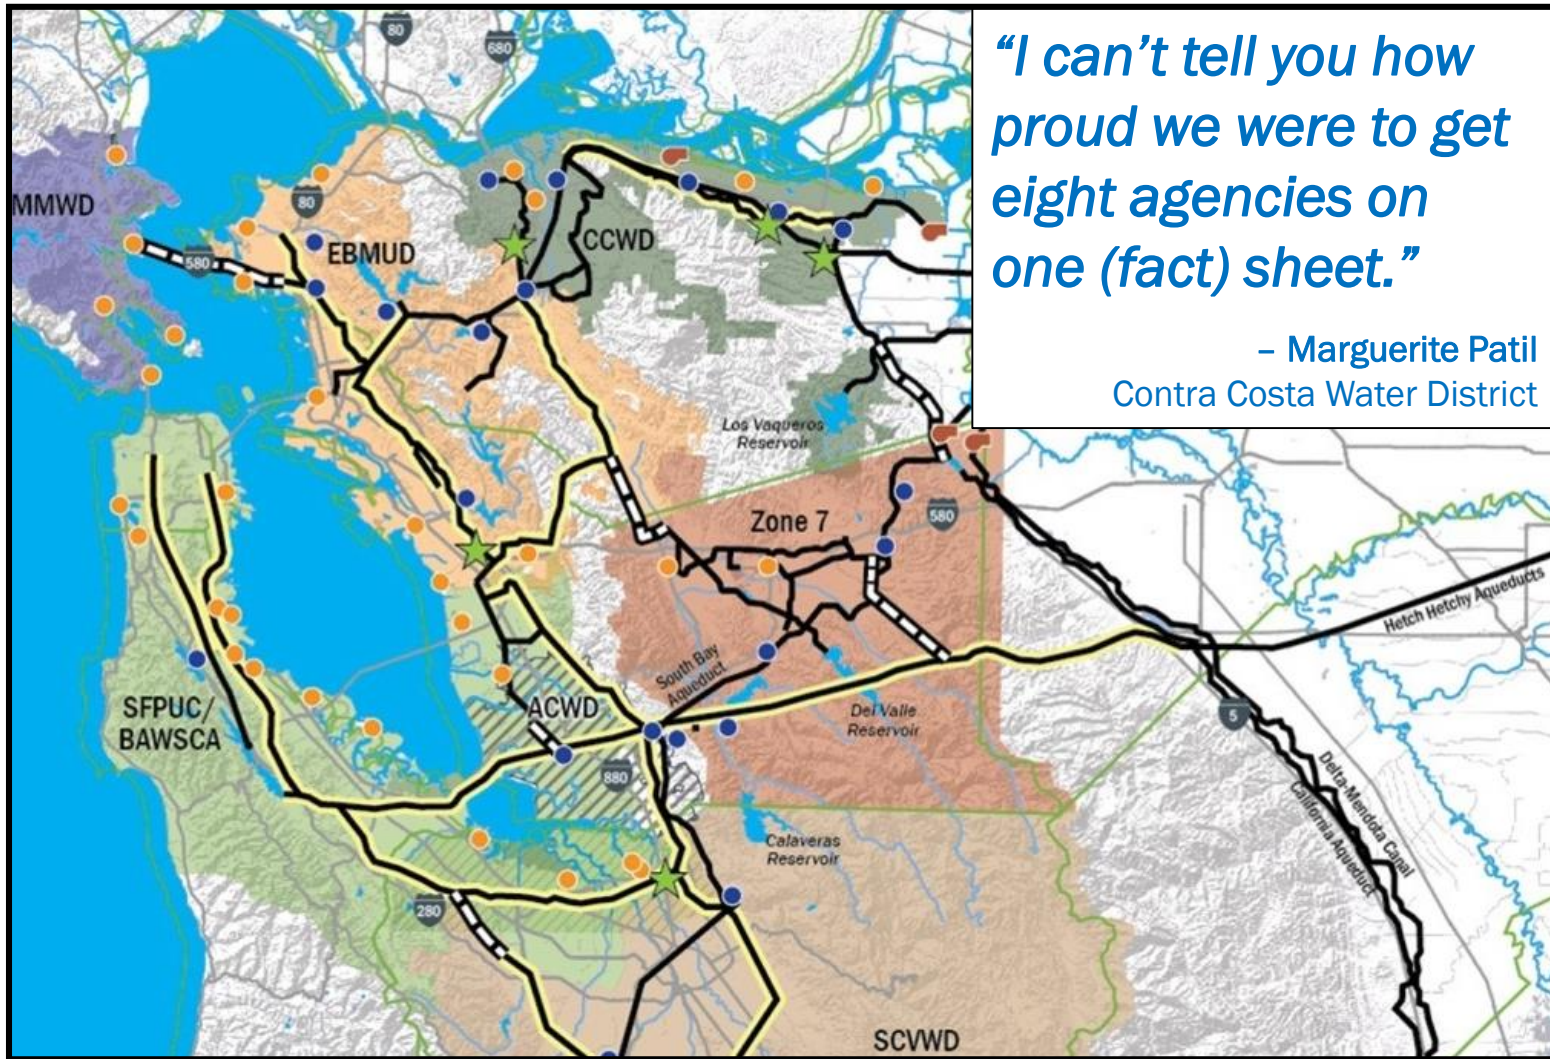 “I can’t tell you how
proud we were to get
eight agencies on
one (fact) sheet.”
– Marguerite Patil
Contra Costa Water District
80
680
MMWD
80
580
EBMUD
CCWD
Los Vaqueros
Reservoir
Zone 7
580
Hetch Hetchy Aqueducts
South Bay
Aqueduct
SFPUC/
BAWSCA
ACWD
Del Valle
Reservoir
5
880
Delta-Mendota Canal
California Aqueduct
Calaveras
Reservoir
280
SCVWD